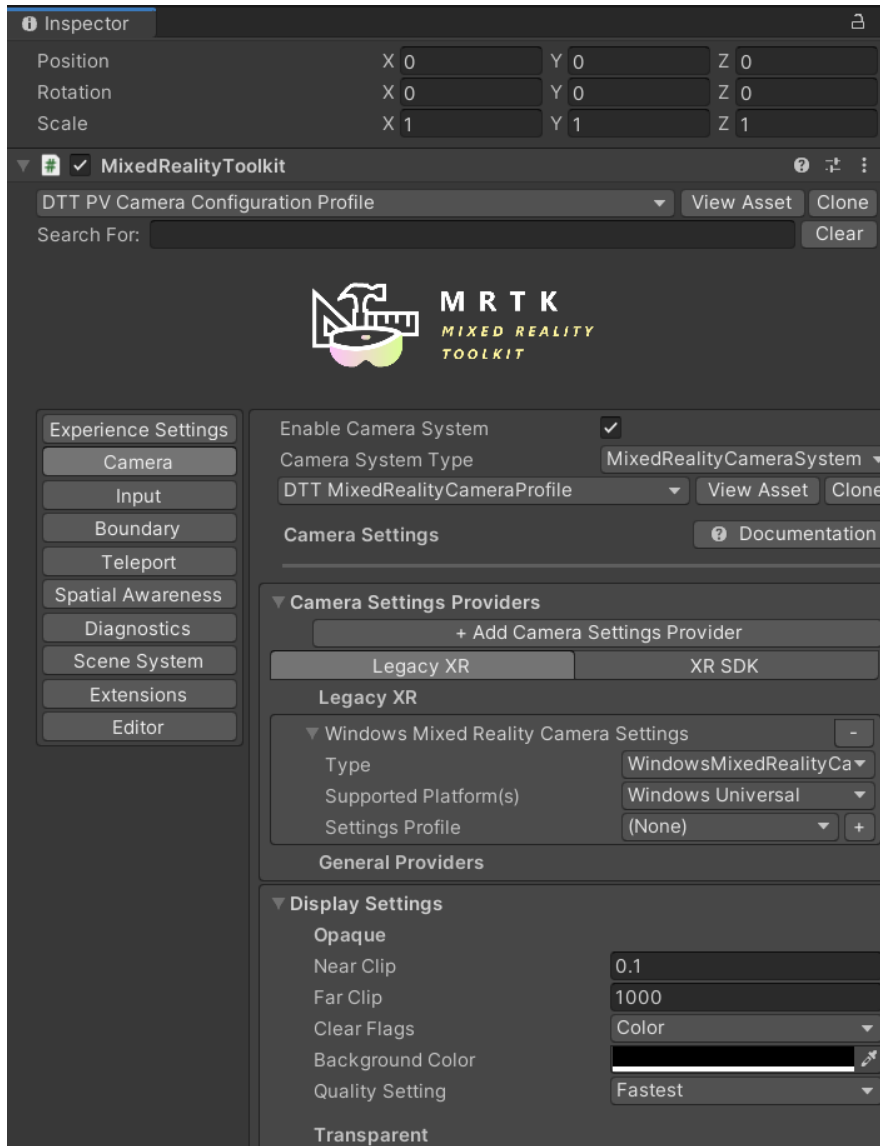 Inspector
Position X 0 Y 0 Z 0
Rotation X 0 Y 0 Z 0
Scale X 1 Y 1 Z 1
# MixedRealityToolkit
DTT PV Camera Configuration Profile View Asset Clone
Search For: Clear
MRTK
MIXED REALITY
TOOLKIT
Experience Settings
Camera
Input
Boundary
Teleport
Spatial Awareness
Diagnostics
Scene System
Extensions
Editor
Enable Camera System
Camera System Type MixedRealityCameraSystem
DTT MixedRealityCameraProfile View Asset Clone
Camera Settings Documentation
Camera Settings Providers
+ Add Camera Settings Provider
Legacy XR XR SDK
Legacy XR
Windows Mixed Reality Camera Settings -
Type WindowsMixedRealityCa
Supported Platform(s) Windows Universal
Settings Profile (None) +
General Providers
Display Settings
Opaque
Near Clip 0.1
Far Clip 1000
Clear Flags Color
Background Color
Quality Setting Fastest
Transparent